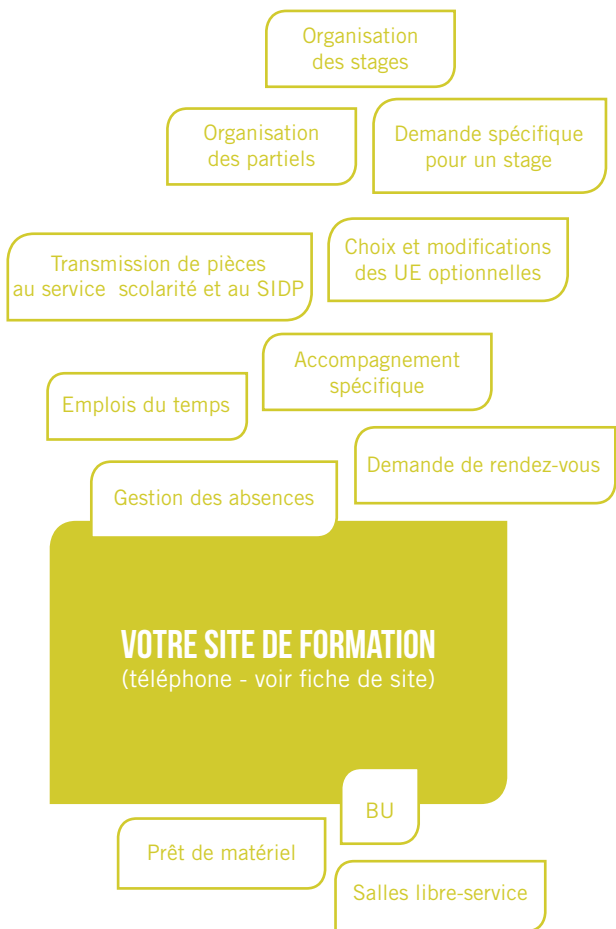 Organisation
des stages
Organisation
des partiels
Demande spécifique
pour un stage
Transmission de pièces
au service scolarité et au SIDP
Choix et modifications
des UE optionnelles
Accompagnement
spécifique
Emplois du temps
Demande de rendez-vous
Gestion des absences
VOTRE SITE DE FORMATION
(téléphone - voir fiche de site)
BU
Prêt de matériel
Salles libre-service